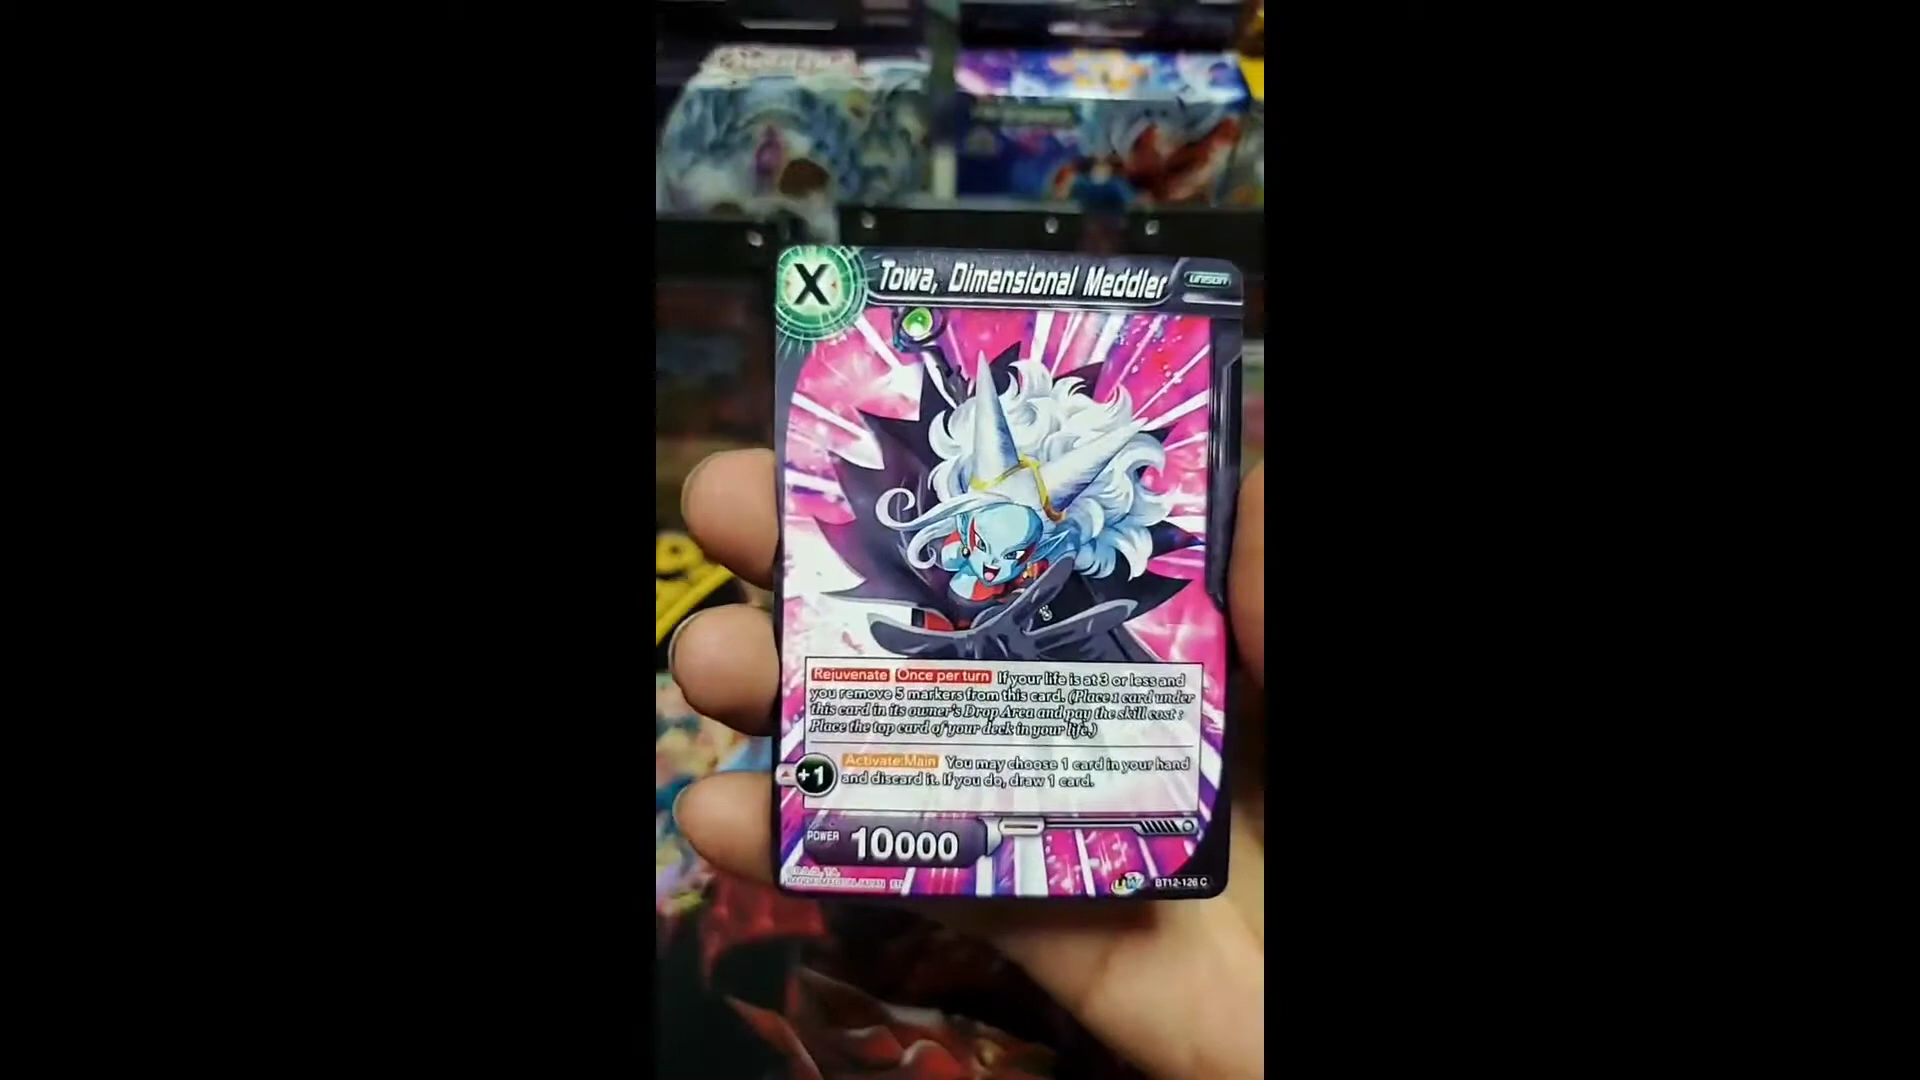 X
Towa, Dimensional Meddler
UNISON
Rejuvenate Once per turn If your life is at 3 or less and
you remove 5 markers from this card. (Place 1 card under
this card in its owner's Drop Area and pay the skill cost :
Place the top card of your deck in your life.)
+1
Activate:Main You may choose 1 card in your hand
and discard it. If you do, draw 1 card.
POWER 10000
UW BT12-126 C